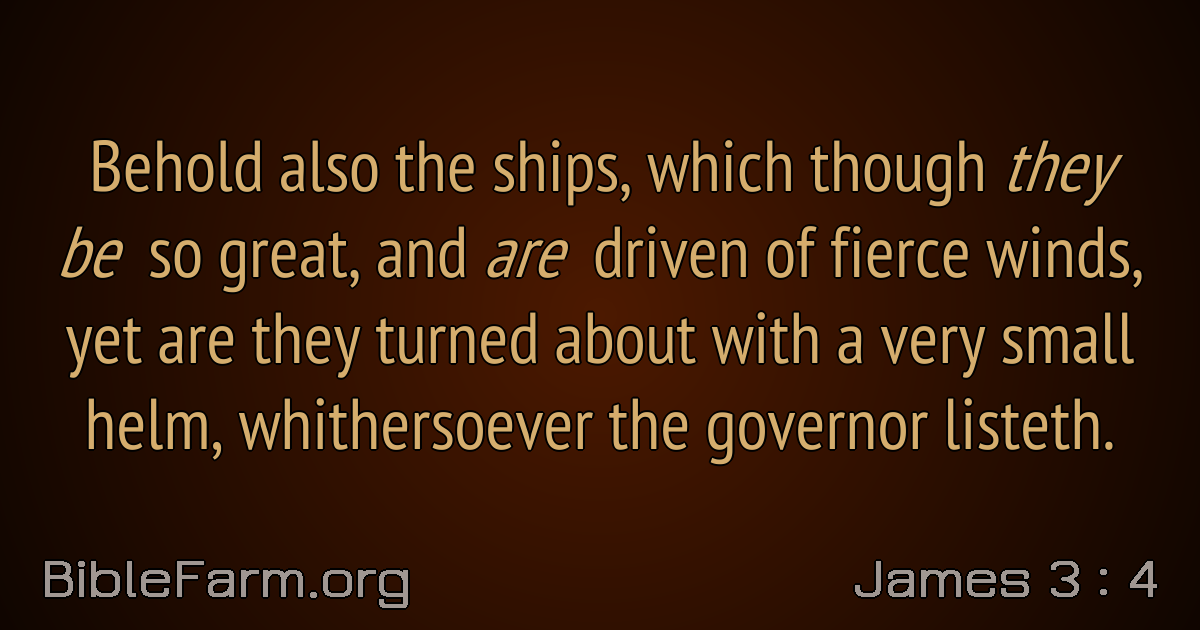 Behold also the ships, which though they
be so great, and are driven of fierce winds,
yet are they turned about with a very small
helm, whithersoever the governor listeth.
BibleFarm.org
James 3 : 4